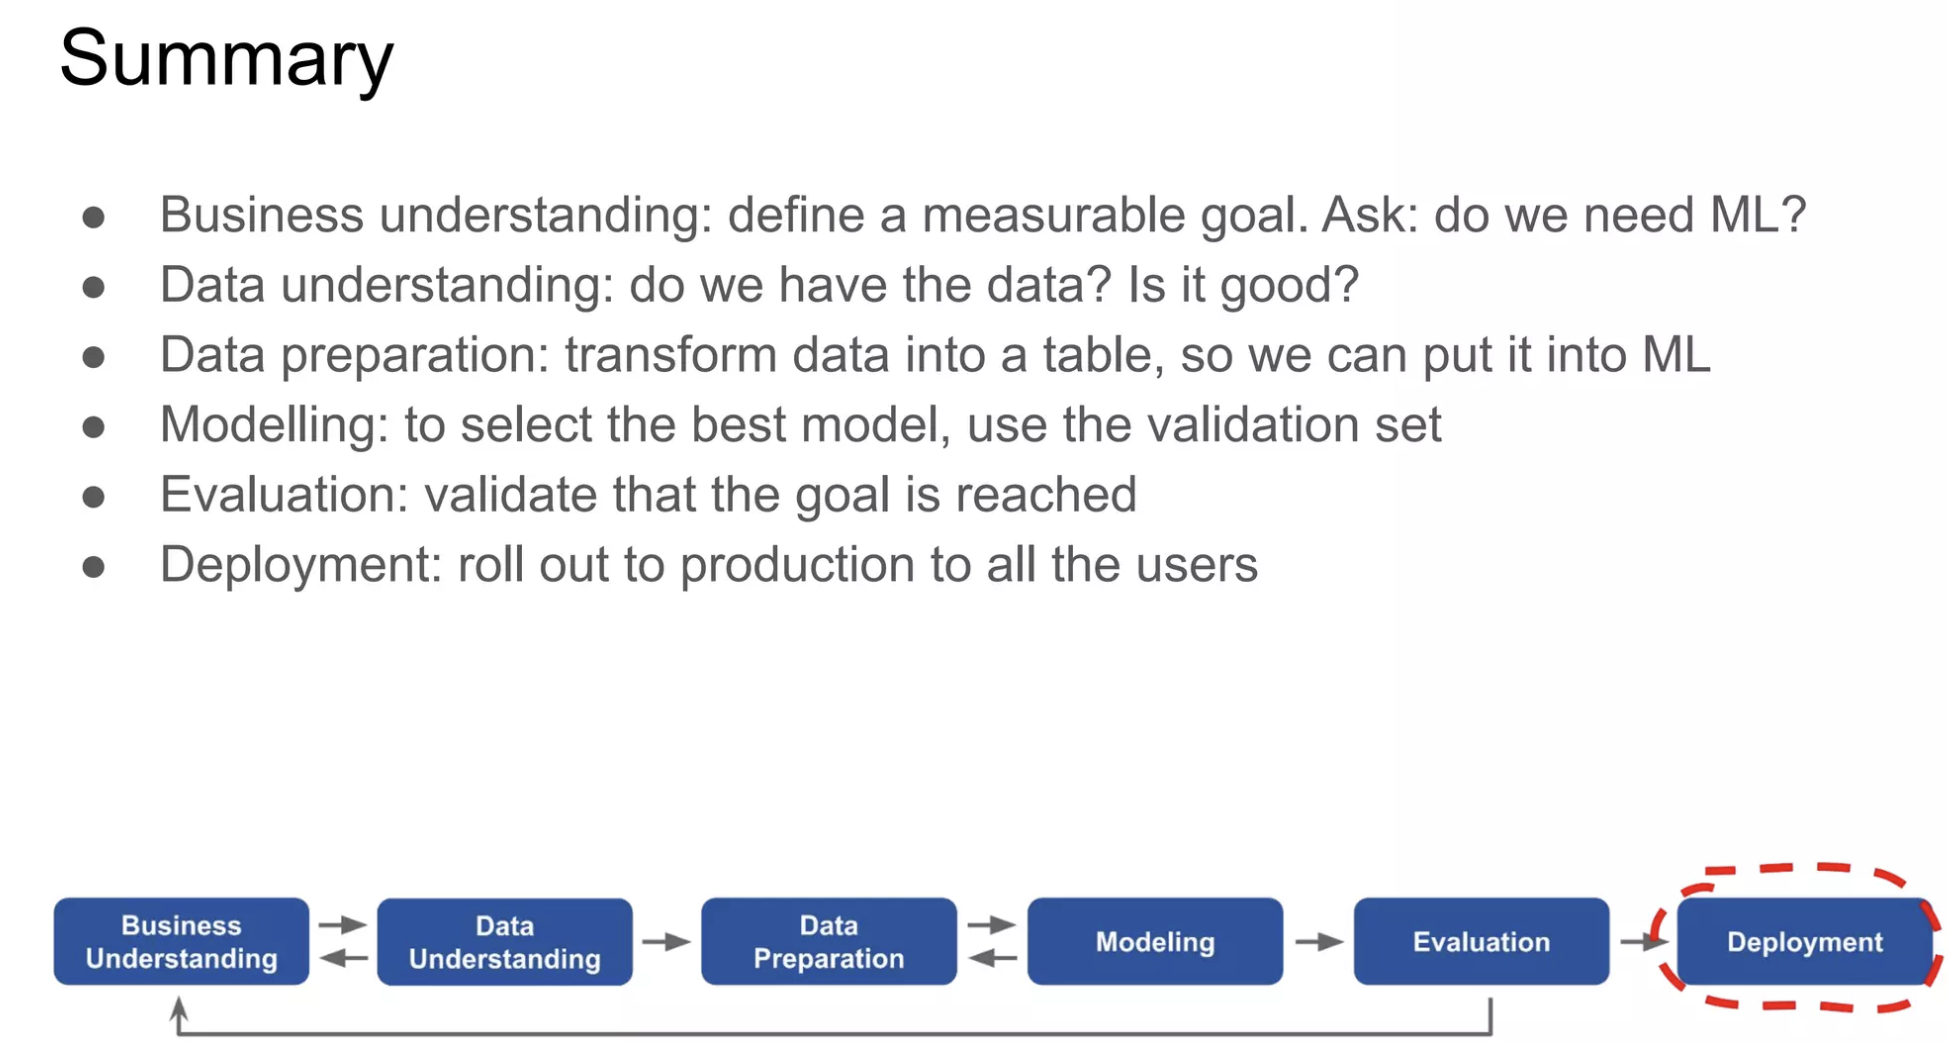 Summary
● Business understanding: define a measurable goal. Ask: do we need ML?
● Data understanding: do we have the data? Is it good?
● Data preparation: transform data into a table, so we can put it into ML
● Modelling: to select the best model, use the validation set
● Evaluation: validate that the goal is reached
● Deployment: roll out to production to all the users
Business
Understanding
Data
Understanding
Data
Preparation
Modeling
Evaluation
Deployment